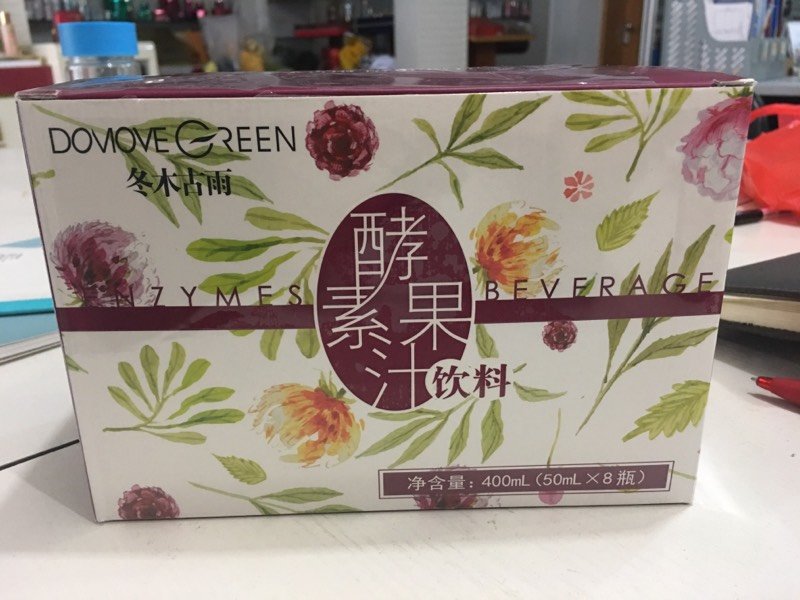 DOMOVE GREEN
冬木古雨
酵素果汁饮料
ENZYMES BEVERAGE
净含量：400mL（50mL×8瓶）